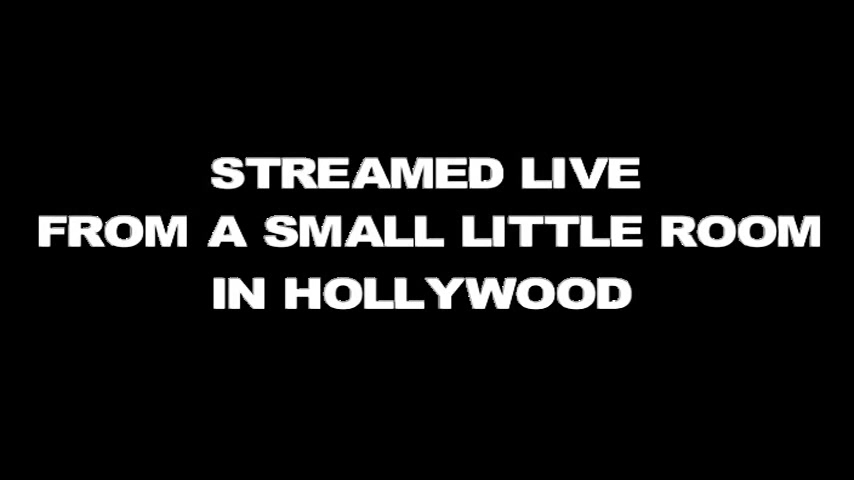 STREAMED LIVE
FROM A SMALL LITTLE ROOM
IN HOLLYWOOD